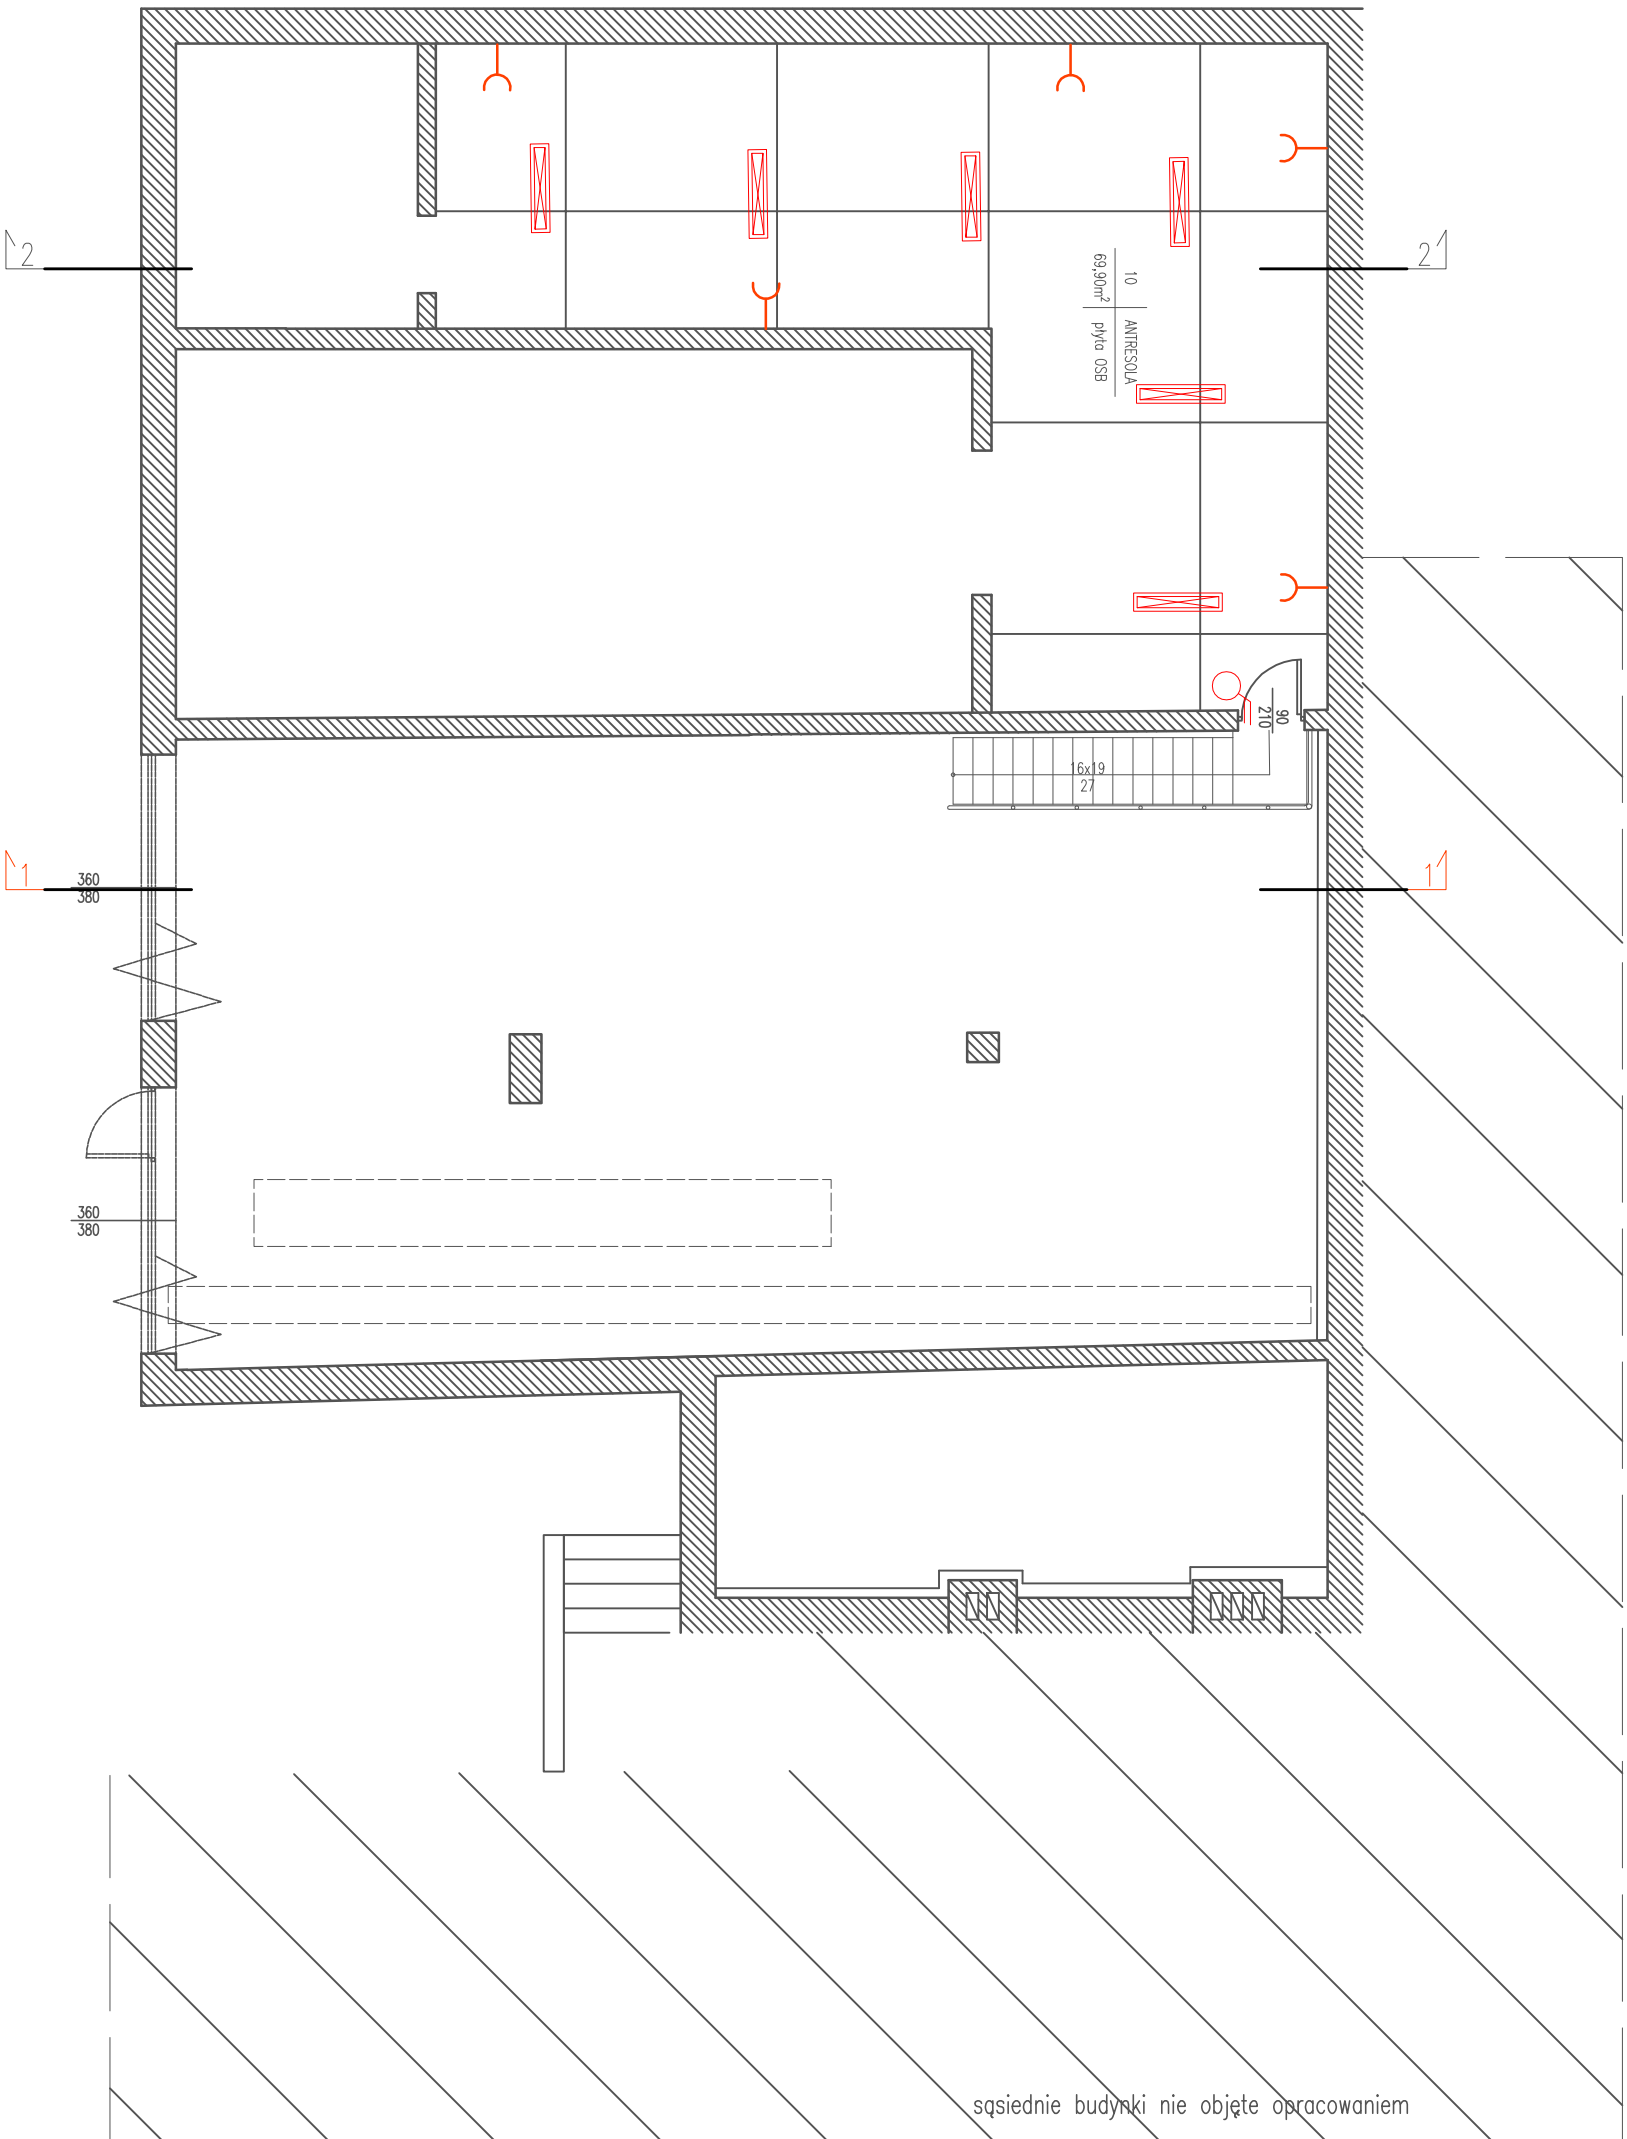 2
2
10
ANTRESOLA
69,90m²
płyta OSB
90
210
16x19
27
1
1
360
380
360
380
sąsiednie budynki nie objęte opracowaniem